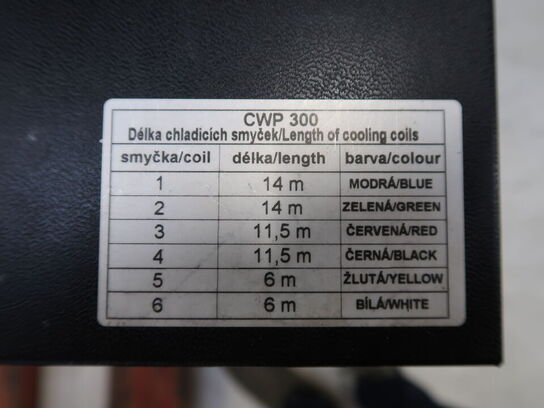 CWP 300
Délka chladicích smyček/Length of cooling coils
smyčka/coil délka/length barva/colour
1 14 m MODRÁ/BLUE
2 14 m ZELENÁ/GREEN
3 11,5 m ČERVENÁ/RED
4 11,5 m ČERNÁ/BLACK
5 6 m ŽLUTÁ/YELLOW
6 6 m BÍLÁ/WHITE